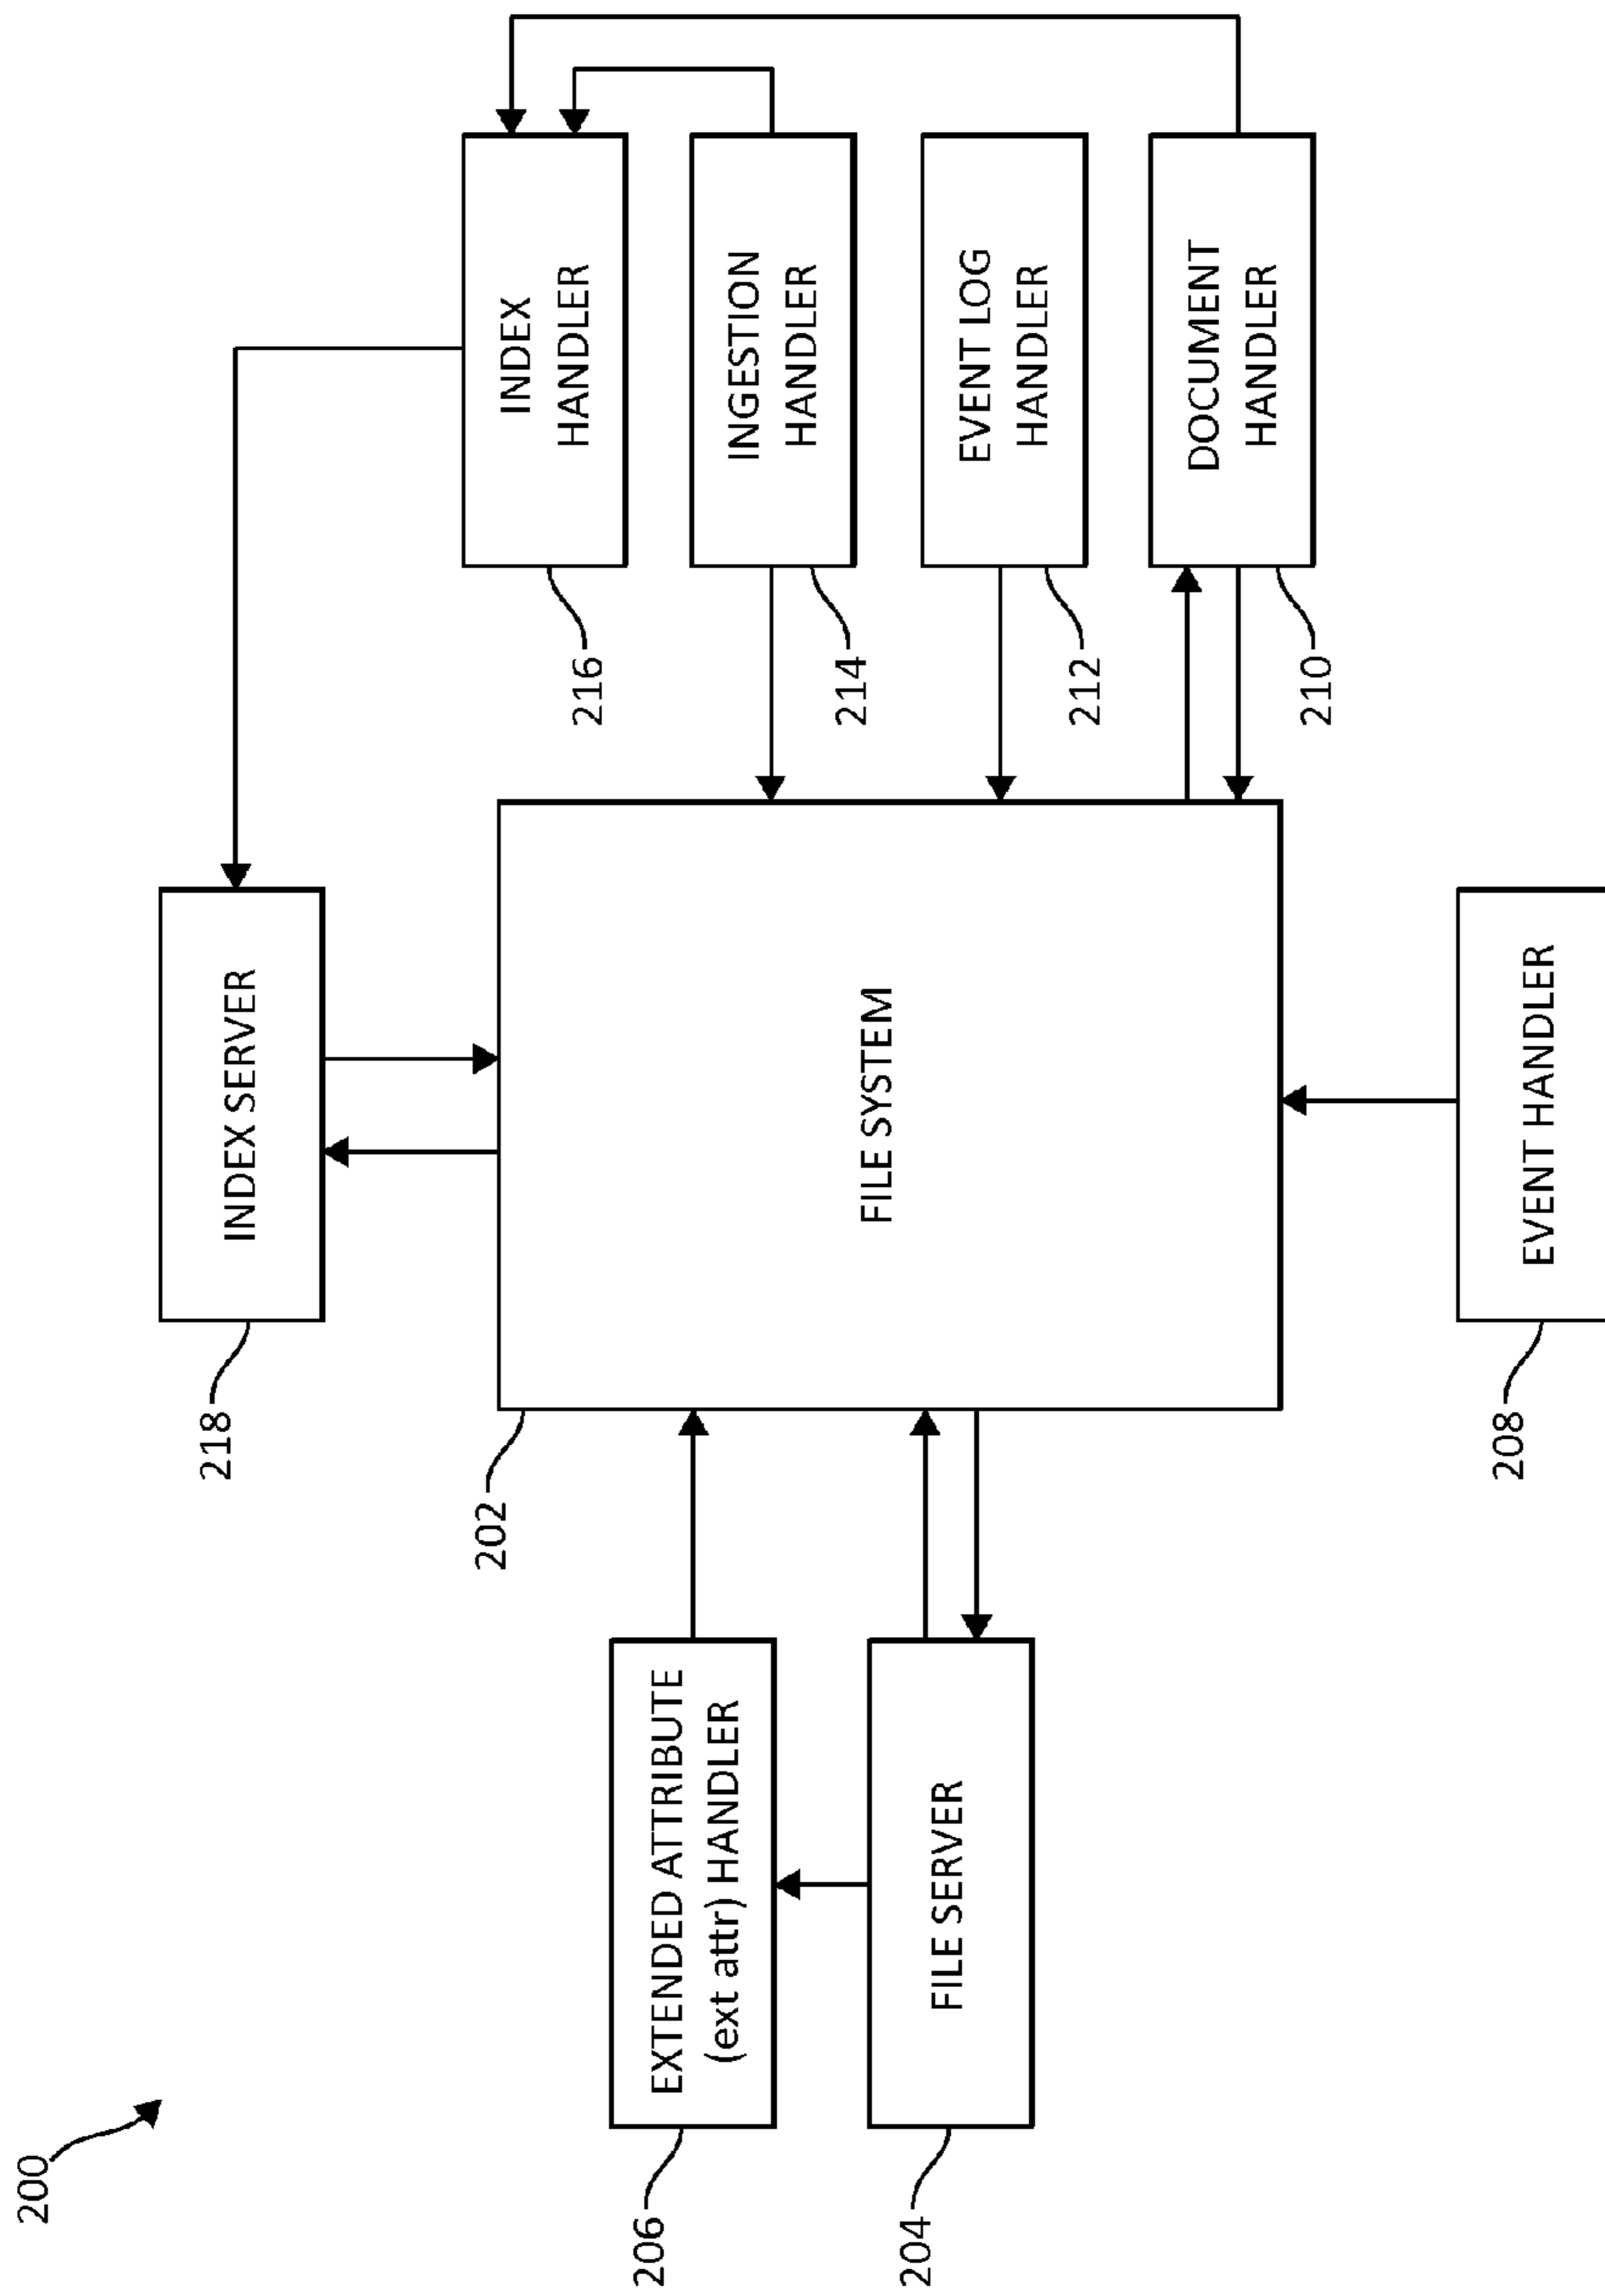 200
218
INDEX SERVER
202
FILE SYSTEM
206
EXTENDED ATTRIBUTE
(ext attr) HANDLER
204
FILE SERVER
216
INDEX
HANDLER
214
INGESTION
HANDLER
212
EVENT LOG
HANDLER
210
DOCUMENT
HANDLER
208
EVENT HANDLER